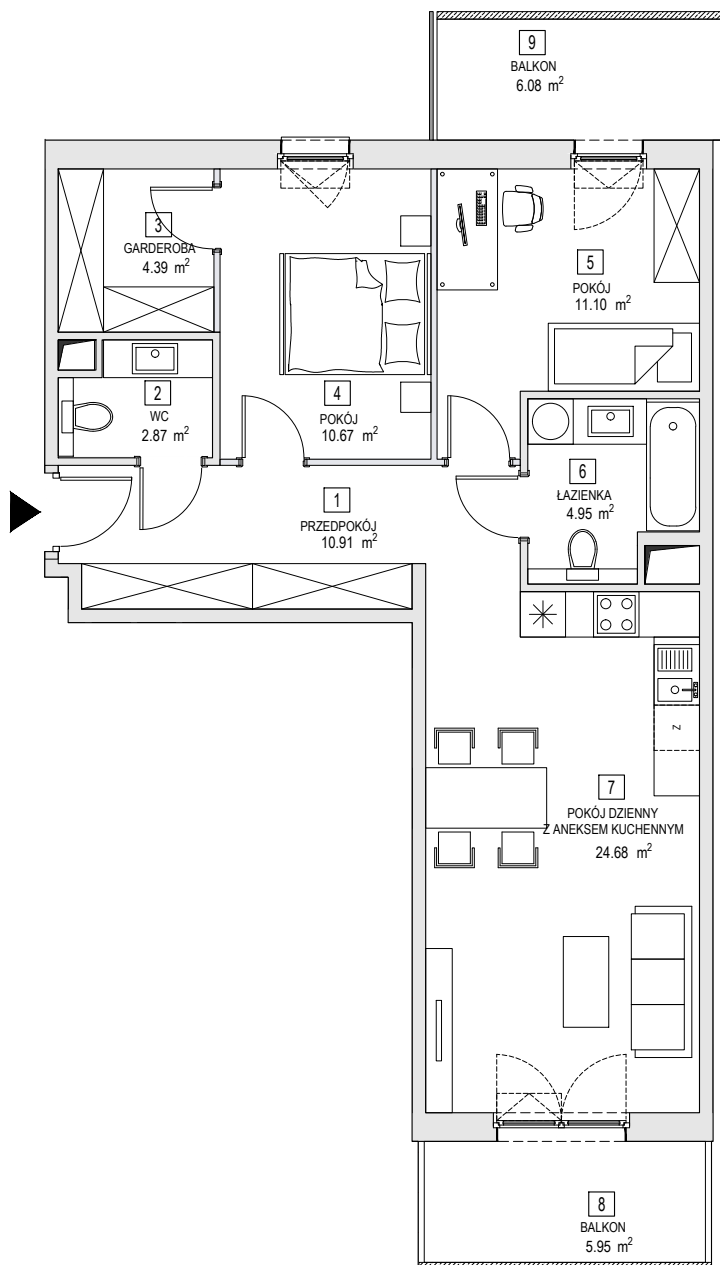 9
BALKON
6.08 m²
3
GARDEROBA
4.39 m²
5
POKÓJ
11.10 m²
2
WC
2.87 m²
4
POKÓJ
10.67 m²
6
ŁAZIENKA
4.95 m²
1
PRZEDPOKÓJ
10.91 m²
Z
7
POKÓJ DZIENNY
Z ANEKSEM KUCHENNYM
24.68 m²
8
BALKON
5.95 m²